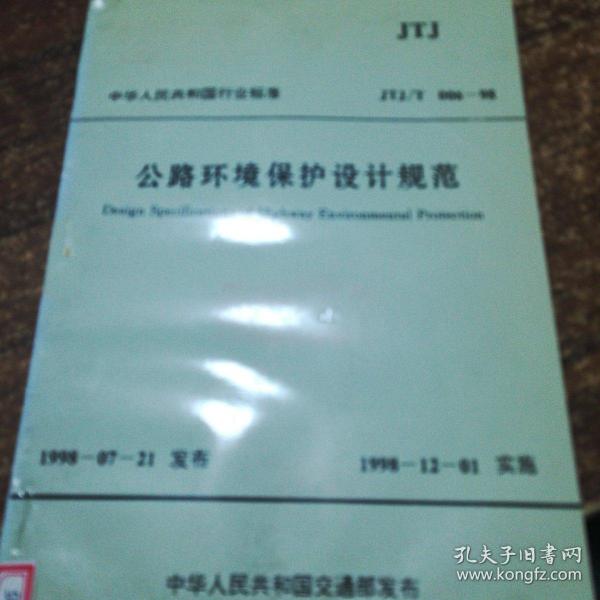 JTJ
中华人民共和国行业标准 JTJ/T 006-98
公路环境保护设计规范
Design Specification Highway Environmental Protection
1998-07-21 发布 1998-12-01 实施
中华人民共和国交通部发布
孔夫子旧书网
www.kongfz.com